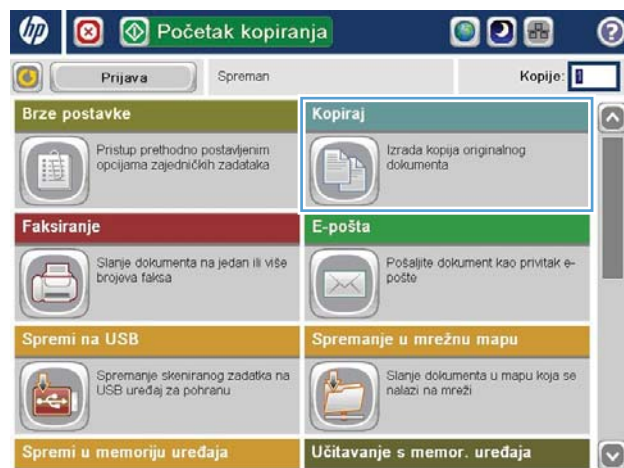 hp
Početak kopiranja
?
Prijava
Spreman
Kopije: 1
Brze postavke
Pristup prethodno postavljenim
opcijama zajedničkih zadataka
Kopiraj
Izrada kopija originalnog
dokumenta
Faksiranje
Slanje dokumenta na jedan ili više
brojeva faksa
E-pošta
Pošaljite dokument kao privitak e-
pošte
Spremi na USB
Spremanje skeniranog zadatka na
USB uređaj za pohranu
Spremanje u mrežnu mapu
Slanje dokumenta u mapu koja se
nalazi na mreži
Spremi u memoriju uređaja
Učitavanje s memor. uređaja